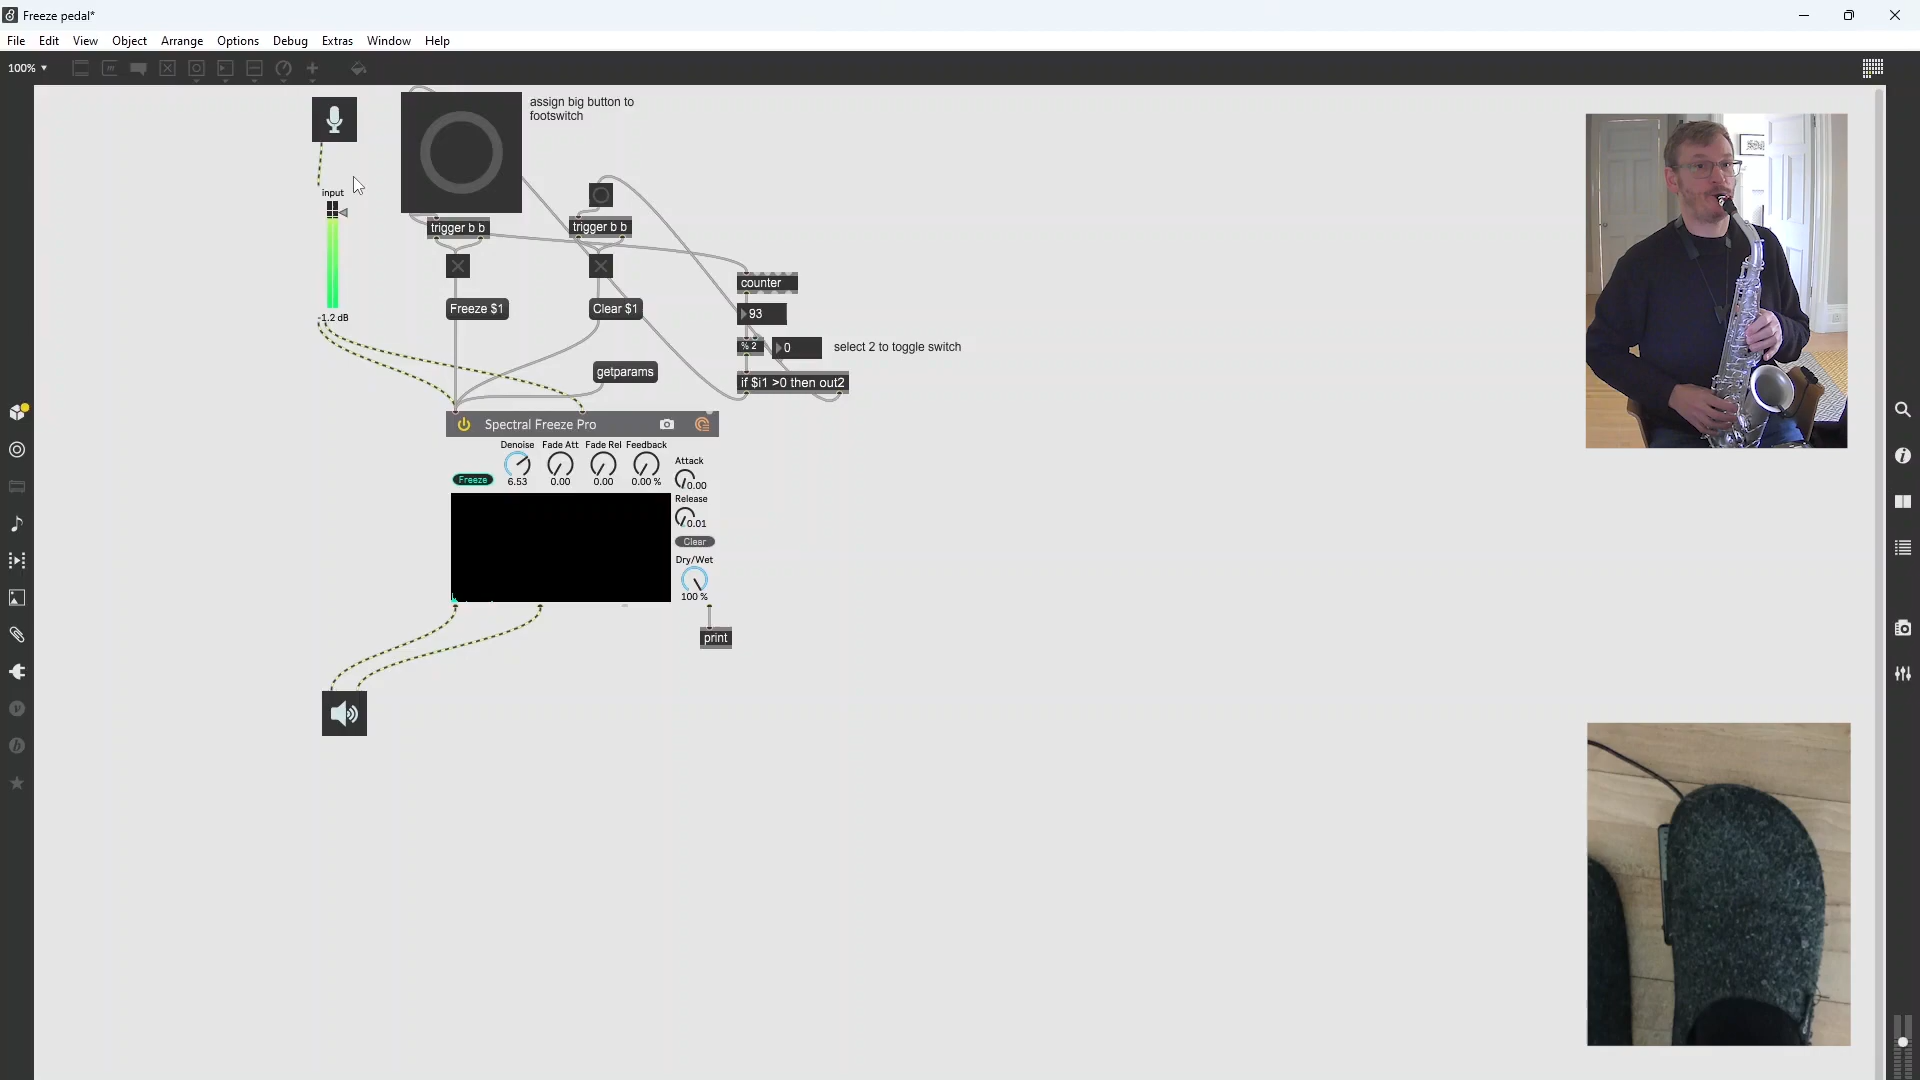 Freeze pedal*
File Edit View Object Arrange Options Debug Extras Window Help
100%
assign big button to
footswitch
input
trigger b b
trigger b b
counter
Freeze $1
Clear $1
93
-1.2 dB
% 2
0
select 2 to toggle switch
getparams
if $i1 >0 then out2
Spectral Freeze Pro
Denoise Fade Att Fade Rel Feedback
Attack
Freeze
6.53 0.00 0.00 0.00 %
0.00
Release
0.01
Clear
Dry/Wet
100 %
print